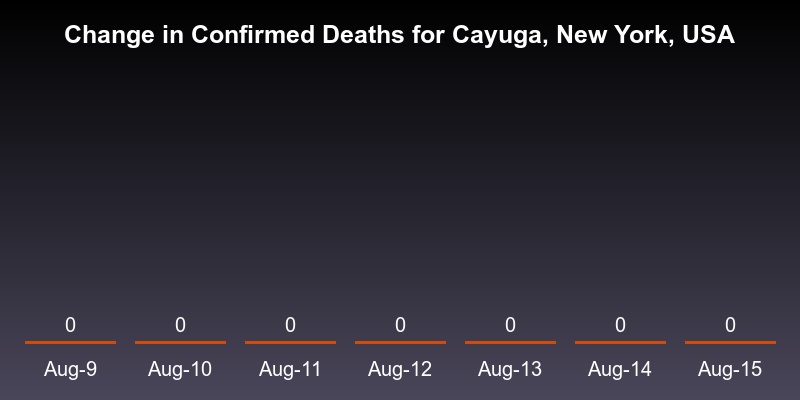 Change in Confirmed Deaths for Cayuga, New York, USA
0 0 0 0 0 0 0
Aug-9 Aug-10 Aug-11 Aug-12 Aug-13 Aug-14 Aug-15